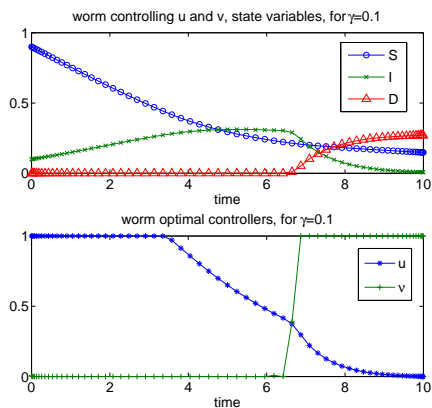 worm controlling u and v, state variables, for γ=0.1
1
0.5
0
S
I
D
0 2 4 6 8 10
time
worm optimal controllers, for γ=0.1
1
0.5
0
u
ν
0 2 4 6 8 10
time